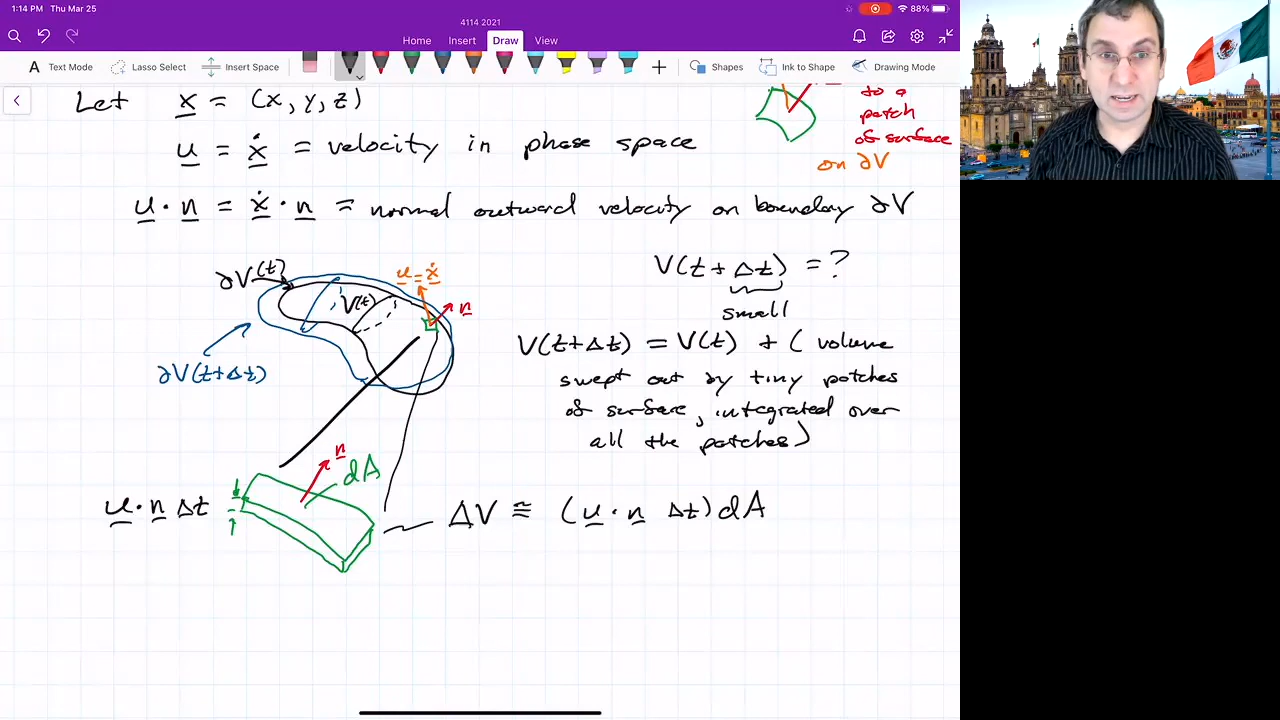 1:14 PM Thu Mar 25
88%
4114 2021
Home Insert Draw View
Text Mode Lasso Select Insert Space Shapes Ink to Shape Drawing Mode
Let x = (x, y, z)
to a
patch
of surface
on ∂V
u = ẋ = velocity in phase space
u · n = ẋ · n = normal outward velocity on boundary ∂V
∂V(t)
V(t)
u = ẋ
n
∂V(t+Δt)
V(t + Δt) = ?
small
V(t+Δt) = V(t) + ( volume
swept out by tiny patches
of surface, integrated over
all the patches)
n
dA
u · n Δt
ΔV ≅ (u · n Δt) dA